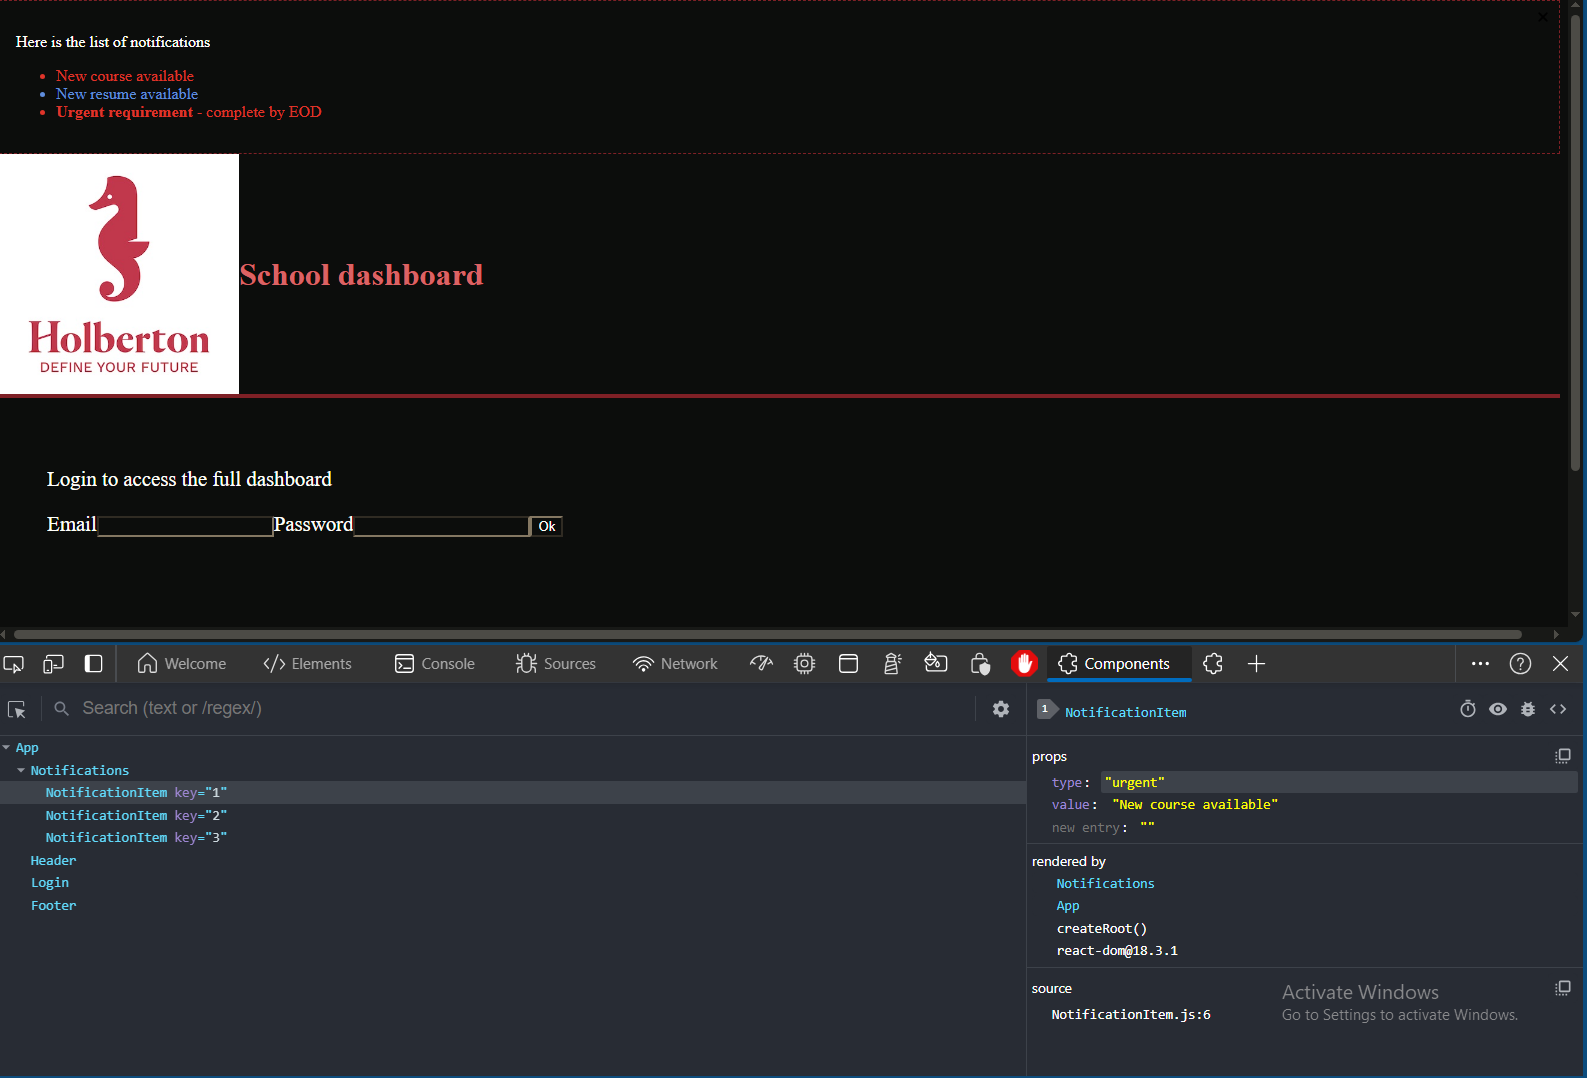 Here is the list of notifications
New course available
New resume available
Urgent requirement - complete by EOD
Holberton
DEFINE YOUR FUTURE
School dashboard
Login to access the full dashboard
Email Password Ok
Welcome </> Elements Console Sources Network Components
Search (text or /regex/)
App
Notifications
NotificationItem key="1"
NotificationItem key="2"
NotificationItem key="3"
Header
Login
Footer
1 NotificationItem
props
type: "urgent"
value: "New course available"
new entry: ""
rendered by
Notifications
App
createRoot()
react-dom@18.3.1
source
NotificationItem.js:6
Activate Windows
Go to Settings to activate Windows.